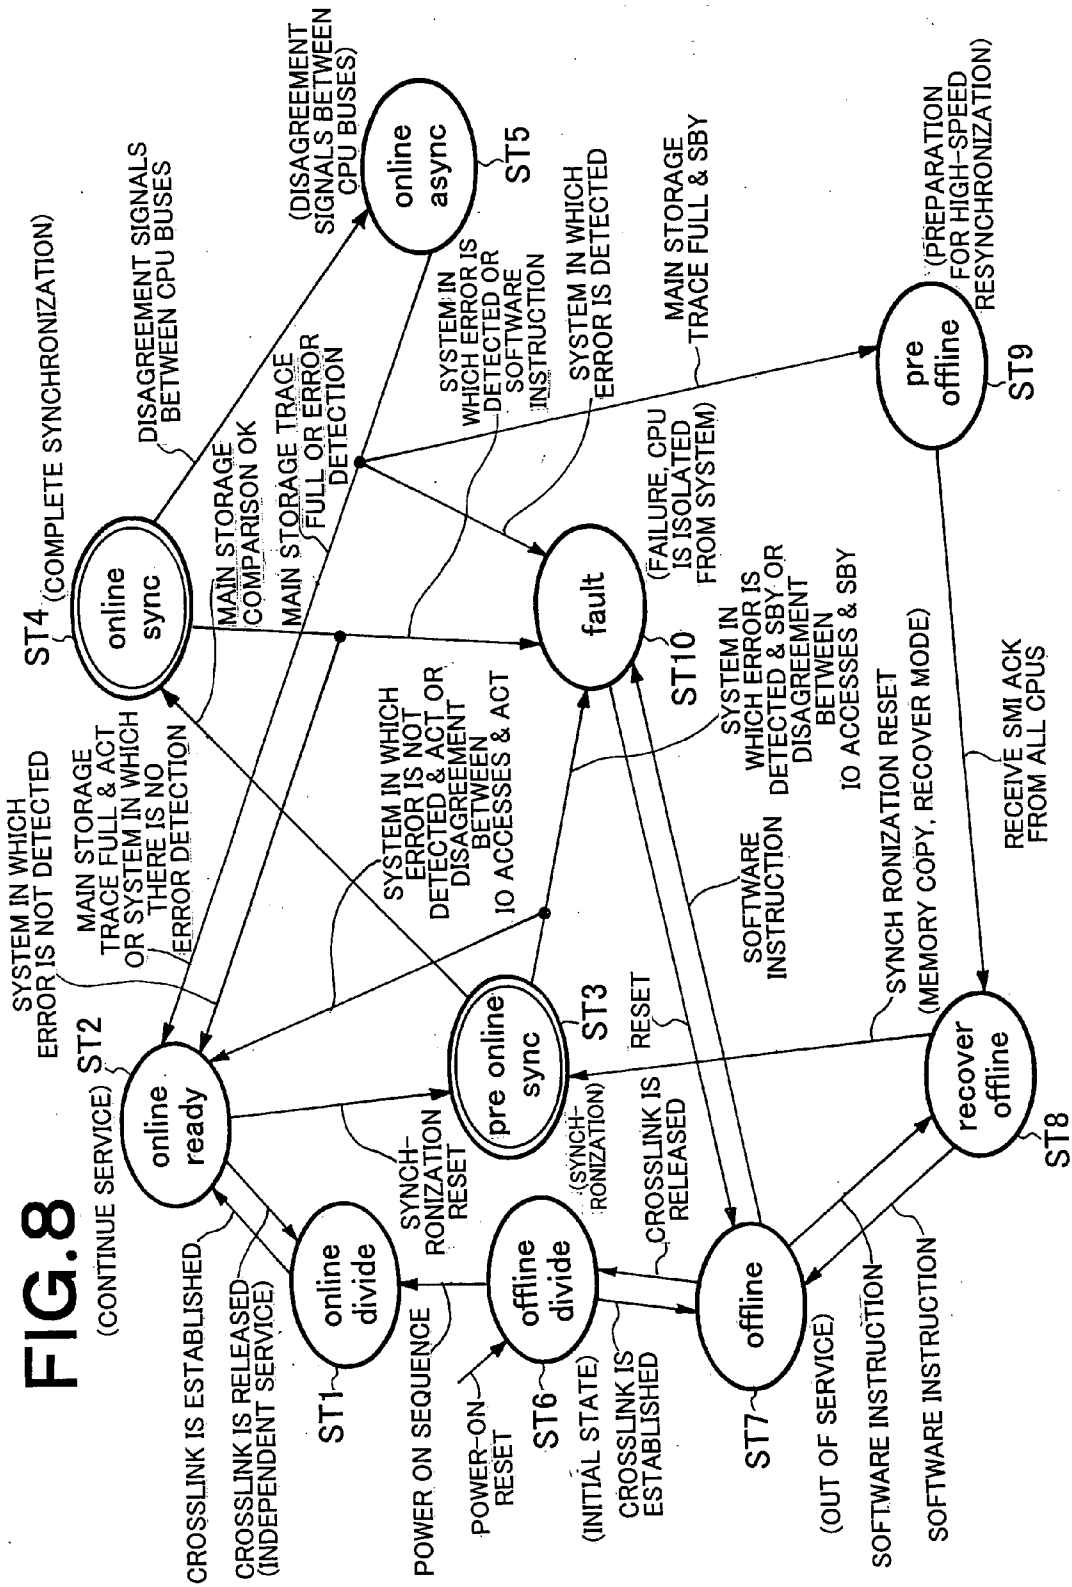 FIG.8
(CONTINUE SERVICE)
ST2
online
ready
SYSTEM IN WHICH
ERROR IS NOT DETECTED
MAIN STORAGE
TRACE FULL & ACT
OR SYSTEM IN WHICH
THERE IS NO
ERROR DETECTION
ST4
(COMPLETE SYNCHRONIZATION)
online
sync
DISAGREEMENT SIGNALS
BETWEEN CPU BUSES
MAIN STORAGE
COMPARISON OK
MAIN STORAGE TRACE
FULL OR ERROR
DETECTION
(DISAGREEMENT
SIGNALS BETWEEN
CPU BUSES)
online
async
ST5
CROSSLINK IS ESTABLISHED
CROSSLINK IS RELEASED
(INDEPENDENT SERVICE)
online
divide
ST1
SYNCH-
RONIZATION
RESET
SYSTEM IN WHICH
ERROR IS NOT
DETECTED & ACT OR
DISAGREEMENT
BETWEEN
IO ACCESSES & ACT
SYSTEM IN
WHICH ERROR IS
DETECTED OR
SOFTWARE
INSTRUCTION
SYSTEM IN WHICH
ERROR IS DETECTED
MAIN STORAGE
TRACE FULL & SBY
pre online
sync
ST3
(SYNCH-
RONIZATION)
POWER ON SEQUENCE
POWER-ON
RESET
offline
divide
ST6
(INITIAL STATE)
CROSSLINK IS
ESTABLISHED
CROSSLINK IS
RELEASED
RESET
fault
ST10
(FAILURE, CPU
IS ISOLATED
FROM SYSTEM)
SYSTEM IN
WHICH ERROR IS
DETECTED & SBY OR
DISAGREEMENT
BETWEEN
IO ACCESSES & SBY
SOFTWARE
INSTRUCTION
offline
ST7
(OUT OF SERVICE)
SOFTWARE INSTRUCTION
SOFTWARE INSTRUCTION
SYNCH RONIZATION RESET
(MEMORY COPY, RECOVER MODE)
recover
offline
ST8
RECEIVE SMI ACK
FROM ALL CPUS
pre
offline
ST9
(PREPARATION
FOR HIGH-SPEED
RESYNCHRONIZATION)